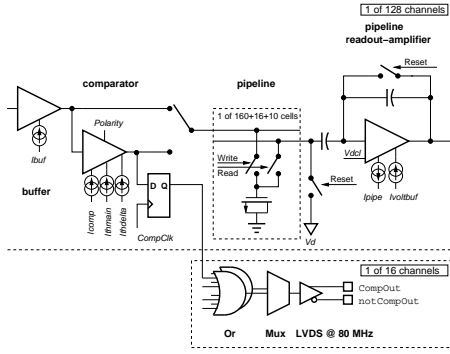 1 of 128 channels
pipeline
readout−amplifier
Reset
comparator
pipeline
1 of 160+16+10 cells
Polarity
Ibuf
Write
Read
Vdcl
buffer
D Q
Reset
Icomp
Ithmain
Ithdelta
Ipipe
Ivoltbuf
CompClk
Vd
1 of 16 channels
CompOut
notCompOut
Or Mux LVDS @ 80 MHz